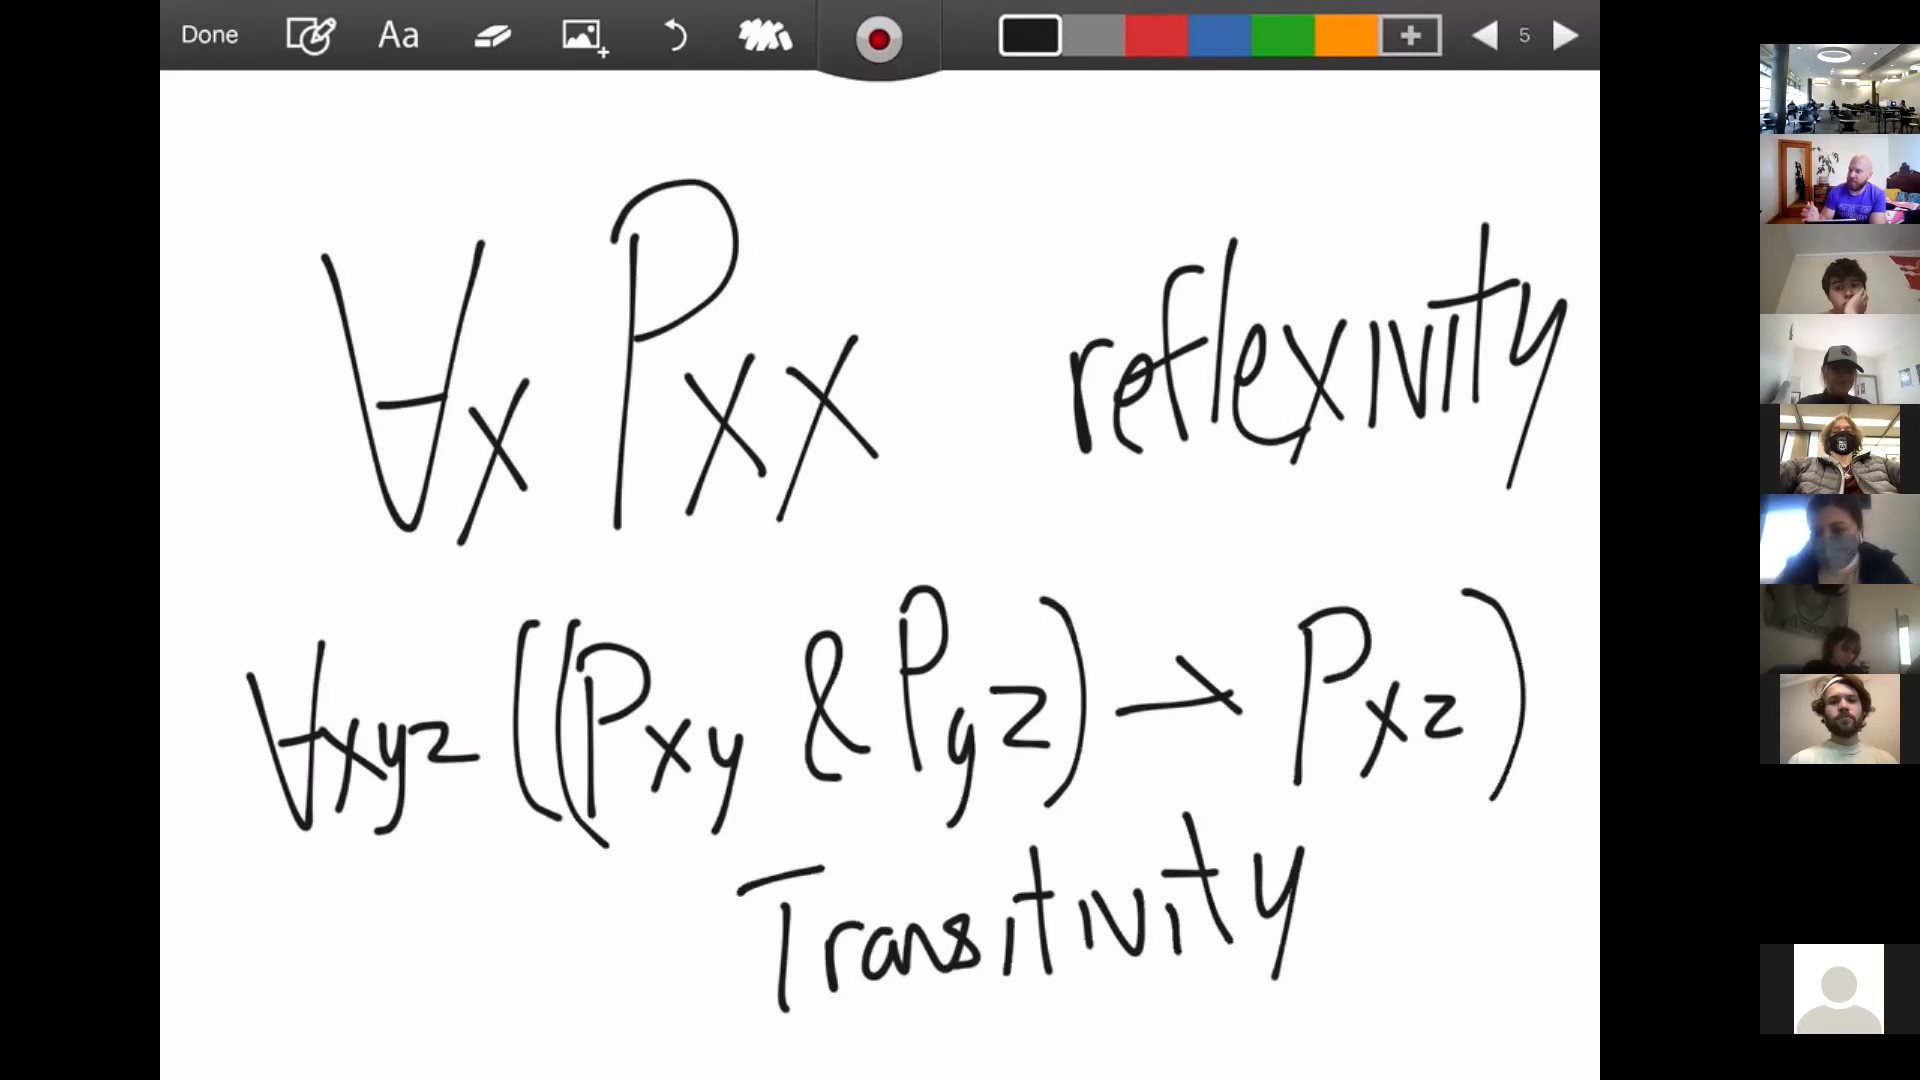 Done Aa 5
∀x Pxx reflexivity
∀xyz ((Pxy & Pyz) → Pxz)
Transitivity